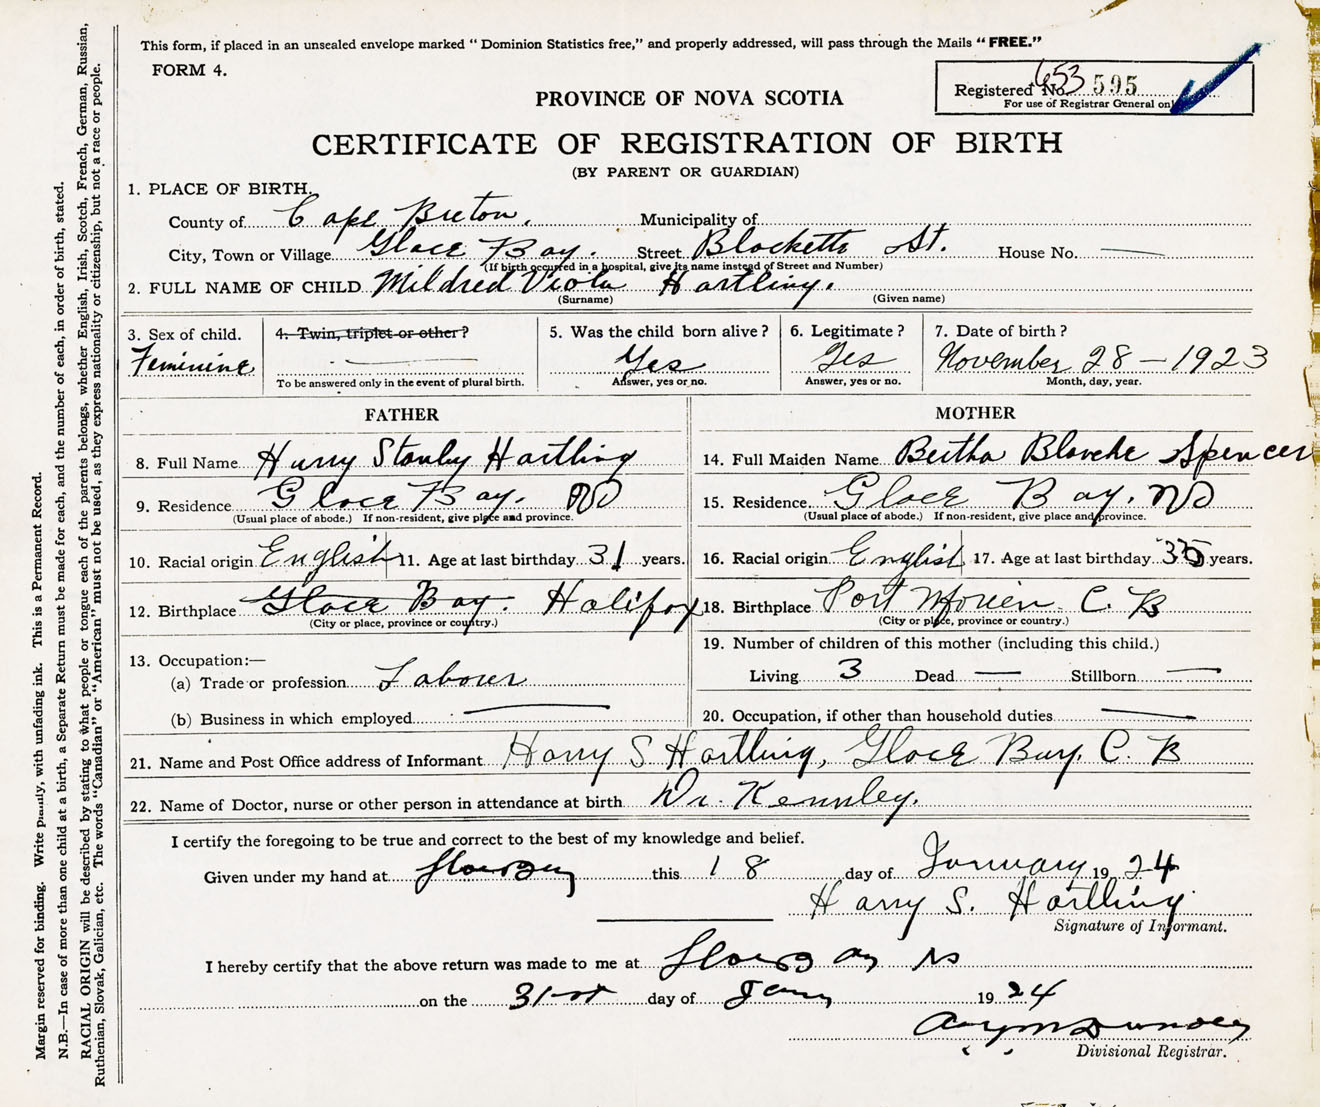 This form, if placed in an unsealed envelope marked "Dominion Statistics free," and properly addressed, will pass through the Mails "FREE."
FORM 4.
Registered No. 653 595
For use of Registrar General only
PROVINCE OF NOVA SCOTIA
CERTIFICATE OF REGISTRATION OF BIRTH
(BY PARENT OR GUARDIAN)
1. PLACE OF BIRTH.
County of Cape Breton. Municipality of
City, Town or Village Glace Bay. Street Blacketts St. House No. —
(If birth occurred in a hospital, give its name instead of Street and Number)
2. FULL NAME OF CHILD Mildred Viola Hartling.
(Surname) (Given name)
3. Sex of child. 4. Twin, triplet or other? 5. Was the child born alive? 6. Legitimate? 7. Date of birth?
Feminine — Yes Yes November 28 – 1923
To be answered only in the event of plural birth. Answer, yes or no. Answer, yes or no. Month, day, year.
FATHER MOTHER
8. Full Name Harry Stanley Hartling 14. Full Maiden Name Bertha Blanche Spencer
9. Residence Glace Bay. 15. Residence Glace Bay.
(Usual place of abode.) If non-resident, give place and province. (Usual place of abode.) If non-resident, give place and province.
10. Racial origin English 11. Age at last birthday 31 years. 16. Racial origin English 17. Age at last birthday years.
12. Birthplace Glace Bay. Halifax 18. Birthplace Port Morien C. B
(City or place, province or country.) (City or place, province or country.)
19. Number of children of this mother (including this child.)
13. Occupation:—
(a) Trade or profession Laborer Living 3 Dead — Stillborn —
(b) Business in which employed — 20. Occupation, if other than household duties —
21. Name and Post Office address of Informant Harry S Hartling, Glace Bay. C. B
22. Name of Doctor, nurse or other person in attendance at birth Dr.
I certify the foregoing to be true and correct to the best of my knowledge and belief.
Given under my hand at Glace Bay this 18 day of January 1924
Harry S. Hartling
Signature of Informant.
I hereby certify that the above return was made to me at Glace Bay NS
on the 31st day of Jany 1924
Divisional Registrar.
Margin reserved for binding. Write plainly, with unfading ink. This is a Permanent Record.
N.B.—In case of more than one child at a birth, a Separate Return must be made for each, and the number of each, in order of birth, stated.
RACIAL ORIGIN will be described by stating to what people or tongue each of the parents belongs, whether English, Irish, Scotch, French, German, Russian,
Ruthenian, Slovak, Galician, etc. The words "Canadian" or "American" must not be used, as they express nationality or citizenship, but not a race or people.